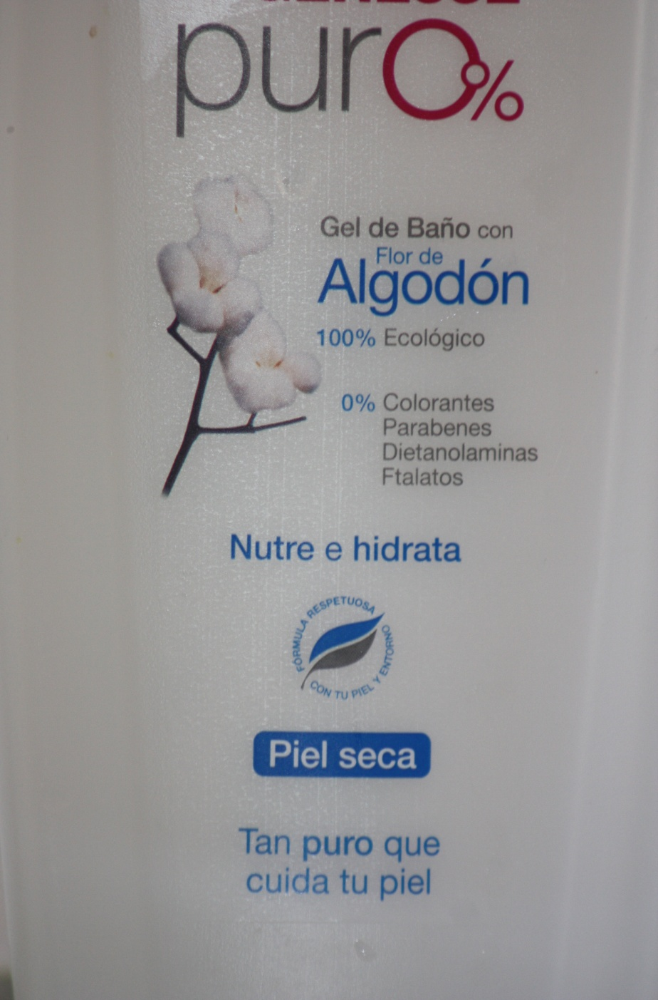 purO%
Gel de Baño con
Flor de
Algodón
100% Ecológico
0% Colorantes
Parabenes
Dietanolaminas
Ftalatos
Nutre e hidrata
FÓRMULA RESPETUOSA
CON TU PIEL Y ENTORNO
Piel seca
Tan puro que
cuida tu piel